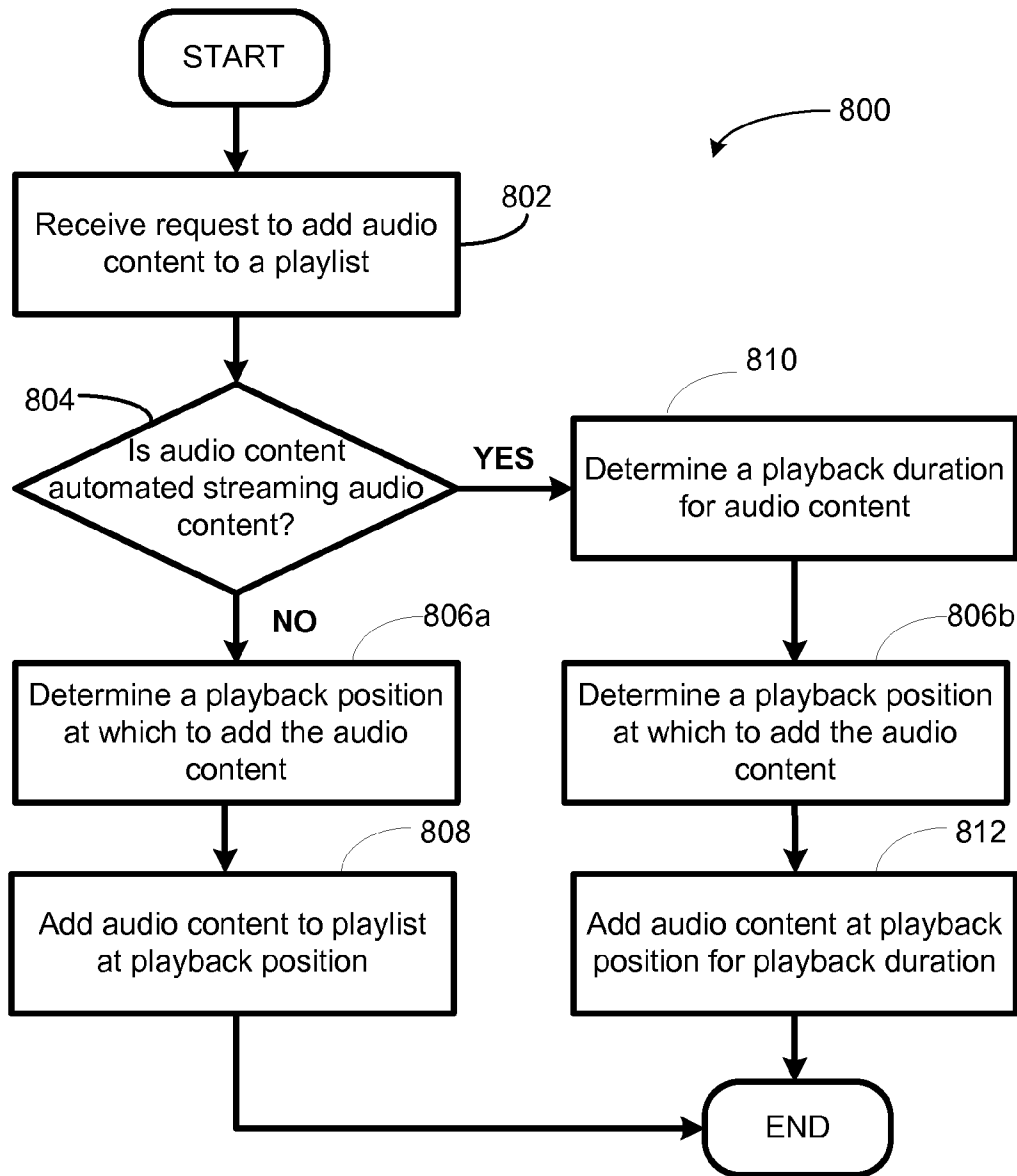 START
800
802
Receive request to add audio
content to a playlist
804
Is audio content
automated streaming audio
content?
YES
810
Determine a playback duration
for audio content
NO
806a
Determine a playback position
at which to add the audio
content
806b
Determine a playback position
at which to add the audio
content
808
Add audio content to playlist
at playback position
812
Add audio content at playback
position for playback duration
END